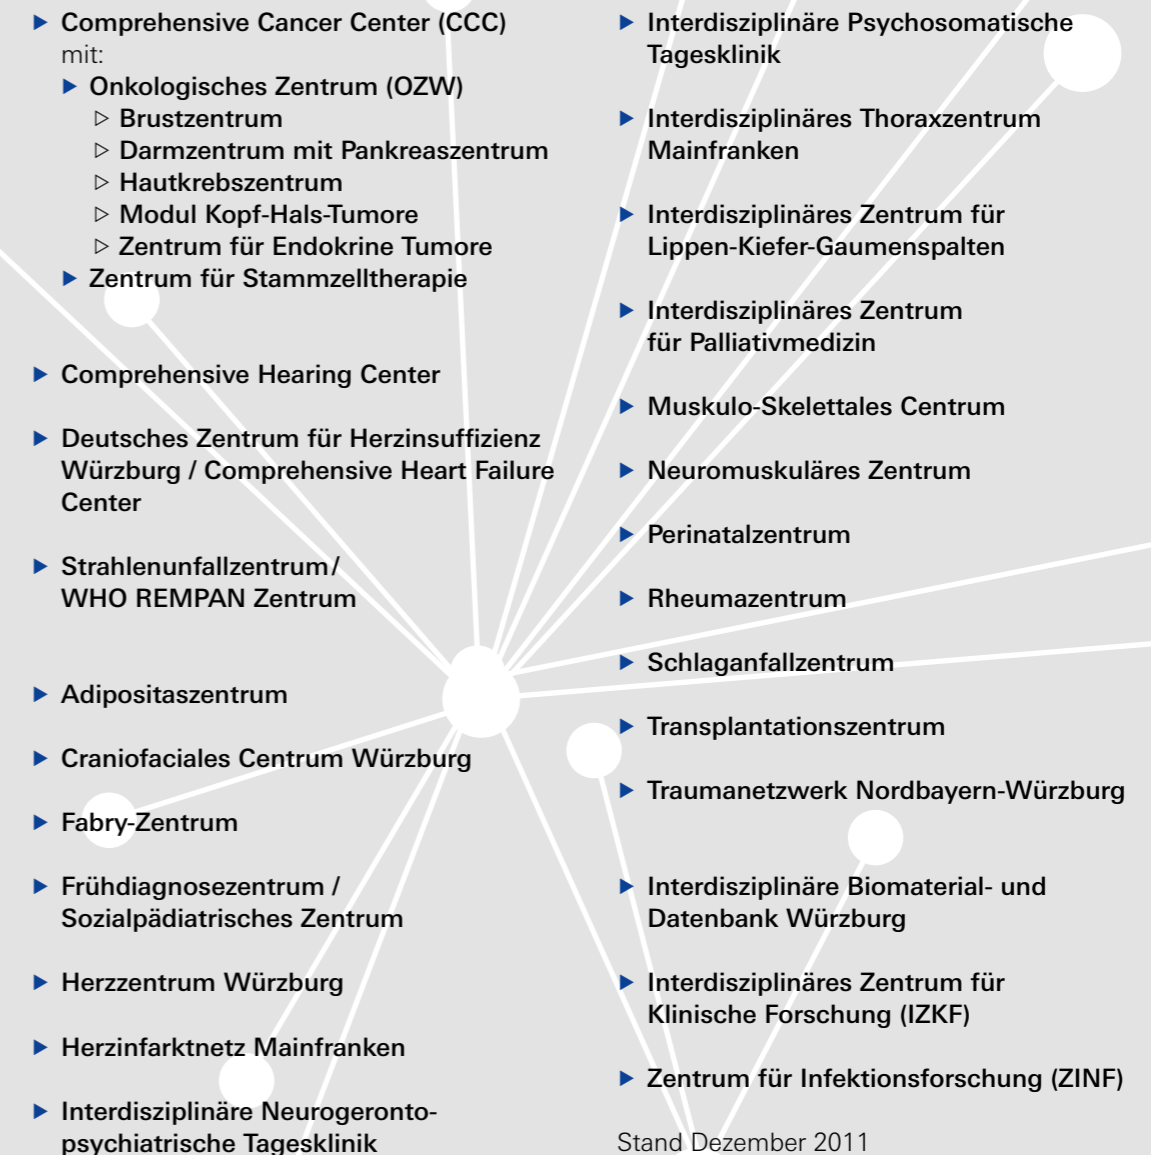 ▶ Comprehensive Cancer Center (CCC)
mit:
▶ Onkologisches Zentrum (OZW)
▷ Brustzentrum
▷ Darmzentrum mit Pankreaszentrum
▷ Hautkrebszentrum
▷ Modul Kopf-Hals-Tumore
▷ Zentrum für Endokrine Tumore
▶ Zentrum für Stammzelltherapie
▶ Comprehensive Hearing Center
▶ Deutsches Zentrum für Herzinsuffizienz
Würzburg / Comprehensive Heart Failure
Center
▶ Strahlenunfallzentrum/
WHO REMPAN Zentrum
▶ Adipositaszentrum
▶ Craniofaciales Centrum Würzburg
▶ Fabry-Zentrum
▶ Frühdiagnosezentrum /
Sozialpädiatrisches Zentrum
▶ Herzzentrum Würzburg
▶ Herzinfarktnetz Mainfranken
▶ Interdisziplinäre Neurogeronto-
psychiatrische Tagesklinik
▶ Interdisziplinäre Psychosomatische
Tagesklinik
▶ Interdisziplinäres Thoraxzentrum
Mainfranken
▶ Interdisziplinäres Zentrum für
Lippen-Kiefer-Gaumenspalten
▶ Interdisziplinäres Zentrum
für Palliativmedizin
▶ Muskulo-Skelettales Centrum
▶ Neuromuskuläres Zentrum
▶ Perinatalzentrum
▶ Rheumazentrum
▶ Schlaganfallzentrum
▶ Transplantationszentrum
▶ Traumanetzwerk Nordbayern-Würzburg
▶ Interdisziplinäre Biomaterial- und
Datenbank Würzburg
▶ Interdisziplinäres Zentrum für
Klinische Forschung (IZKF)
▶ Zentrum für Infektionsforschung (ZINF)
Stand Dezember 2011